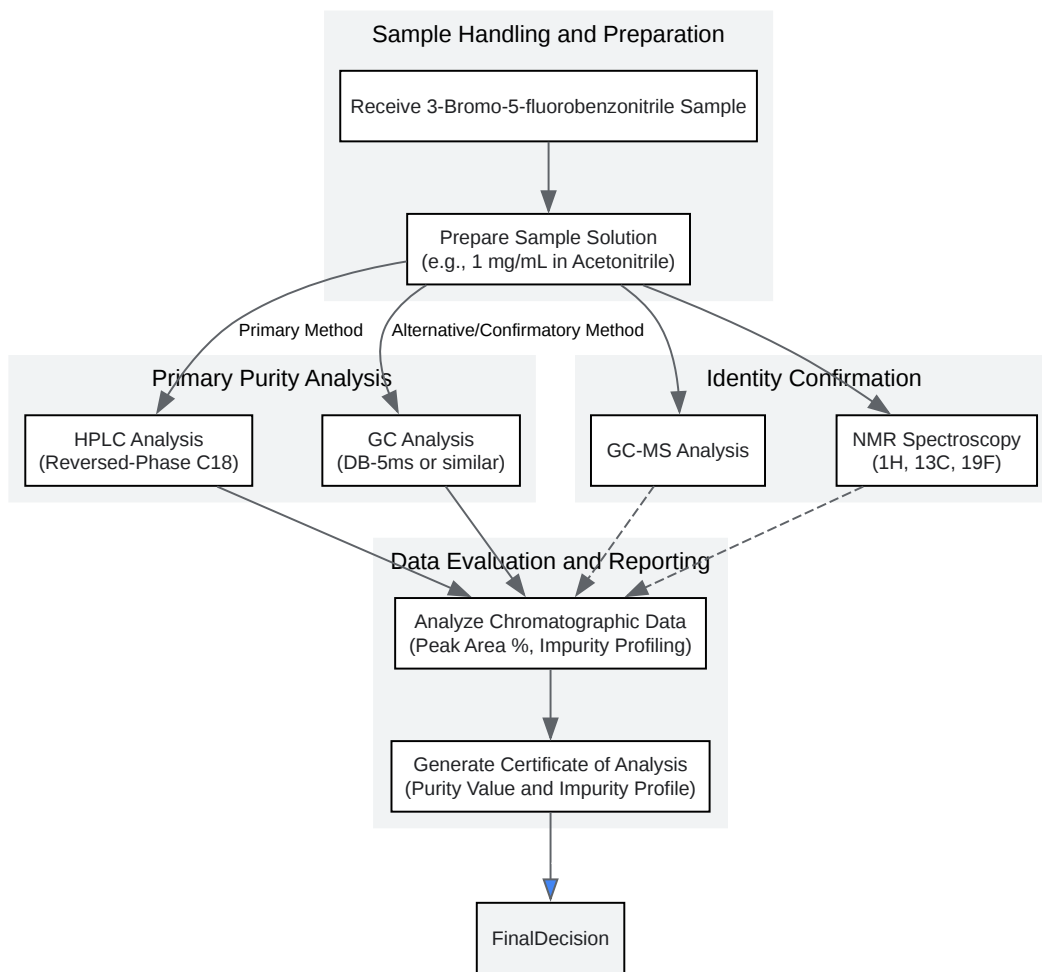 Sample Handling and Preparation
Receive 3-Bromo-5-fluorobenzonitrile Sample
Prepare Sample Solution
(e.g., 1 mg/mL in Acetonitrile)
Primary Method
Alternative/Confirmatory Method
Primary Purity Analysis
Identity Confirmation
HPLC Analysis
(Reversed-Phase C18)
GC Analysis
(DB-5ms or similar)
GC-MS Analysis
NMR Spectroscopy
(1H, 13C, 19F)
Data Evaluation and Reporting
Analyze Chromatographic Data
(Peak Area %, Impurity Profiling)
Generate Certificate of Analysis
(Purity Value and Impurity Profile)
FinalDecision